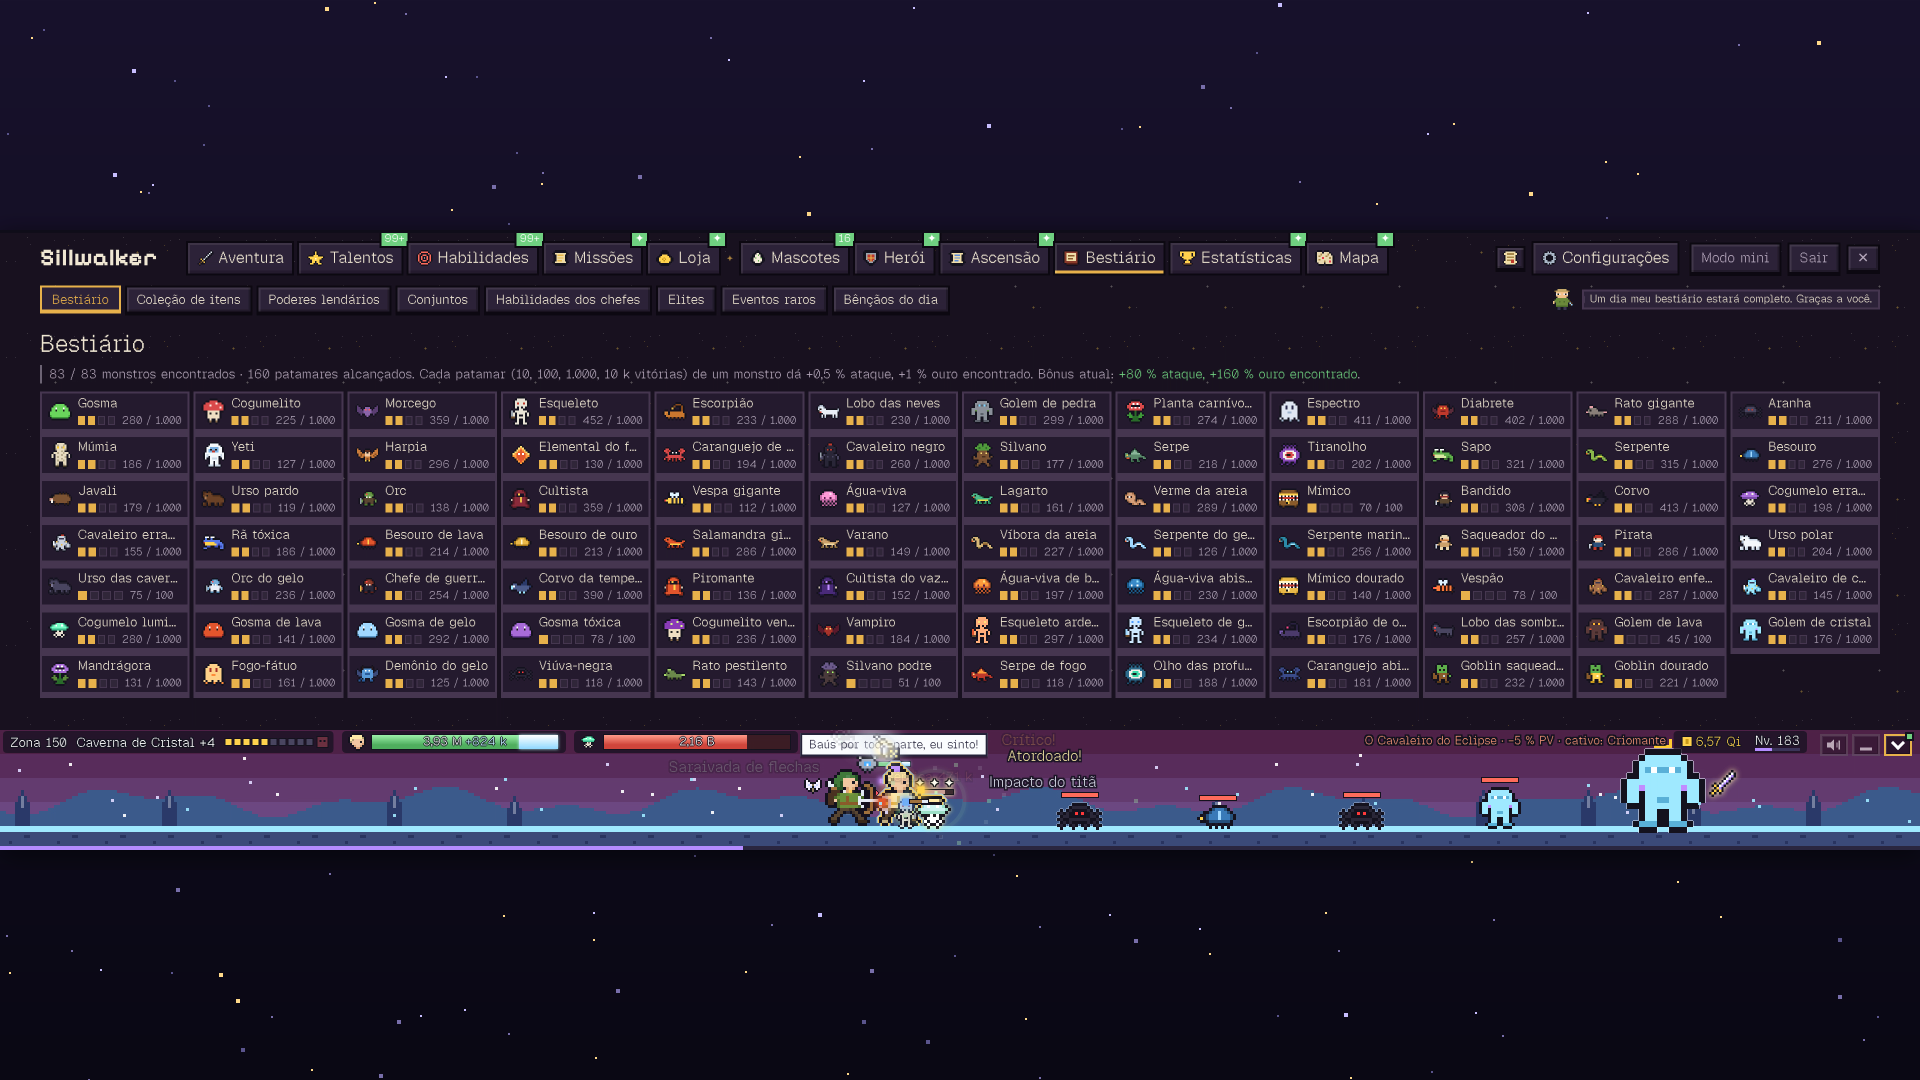 Sillwalker
Aventura
99+
Talentos
99+
Habilidades
Missões
Loja
16
Mascotes
Herói
Ascensão
Bestiário
Estatísticas
Mapa
Configurações
Modo mini
Sair
×
Bestiário
Coleção de itens
Poderes lendários
Conjuntos
Habilidades dos chefes
Elites
Eventos raros
Bênçãos do dia
Um dia meu bestiário estará completo. Graças a você.
Bestiário
83 / 83 monstros encontrados · 160 patamares alcançados. Cada patamar (10, 100, 1.000, 10 k vitórias) de um monstro dá +0,5 % ataque, +1 % ouro encontrado. Bônus atual: +80 % ataque, +160 % ouro encontrado.
Gosma
280 / 1.000
Cogumelito
225 / 1.000
Morcego
359 / 1.000
Esqueleto
452 / 1.000
Escorpião
233 / 1.000
Lobo das neves
230 / 1.000
Golem de pedra
299 / 1.000
Planta carnívo...
274 / 1.000
Espectro
411 / 1.000
Diabrete
402 / 1.000
Rato gigante
288 / 1.000
Aranha
211 / 1.000
Múmia
186 / 1.000
Yeti
127 / 1.000
Harpia
296 / 1.000
Elemental do f...
130 / 1.000
Caranguejo de ...
194 / 1.000
Cavaleiro negro
260 / 1.000
Silvano
177 / 1.000
Serpe
218 / 1.000
Tiranolho
202 / 1.000
Sapo
321 / 1.000
Serpente
315 / 1.000
Besouro
276 / 1.000
Javali
179 / 1.000
Urso pardo
119 / 1.000
Orc
138 / 1.000
Cultista
359 / 1.000
Vespa gigante
112 / 1.000
Água-viva
127 / 1.000
Lagarto
161 / 1.000
Verme da areia
289 / 1.000
Mímico
70 / 100
Bandido
308 / 1.000
Corvo
413 / 1.000
Cogumelo erra...
198 / 1.000
Cavaleiro erra...
155 / 1.000
Rã tóxica
186 / 1.000
Besouro de lava
214 / 1.000
Besouro de ouro
213 / 1.000
Salamandra gi...
286 / 1.000
Varano
149 / 1.000
Víbora da areia
227 / 1.000
Serpente do ge...
126 / 1.000
Serpente marin...
256 / 1.000
Saqueador do ...
150 / 1.000
Pirata
286 / 1.000
Urso polar
204 / 1.000
Urso das caver...
75 / 100
Orc do gelo
236 / 1.000
Chefe de guerr...
254 / 1.000
Corvo da tempe...
390 / 1.000
Piromante
136 / 1.000
Cultista do vaz...
152 / 1.000
Água-viva de b...
197 / 1.000
Água-viva abis...
230 / 1.000
Mímico dourado
140 / 1.000
Vespão
78 / 100
Cavaleiro enfe...
287 / 1.000
Cavaleiro de c...
145 / 1.000
Cogumelo lumi...
280 / 1.000
Gosma de lava
141 / 1.000
Gosma de gelo
292 / 1.000
Gosma tóxica
78 / 100
Cogumelito ven...
236 / 1.000
Vampiro
184 / 1.000
Esqueleto arde...
297 / 1.000
Esqueleto de g...
234 / 1.000
Escorpião de o...
176 / 1.000
Lobo das sombr...
257 / 1.000
Golem de lava
45 / 100
Golem de cristal
176 / 1.000
Mandrágora
131 / 1.000
Fogo-fátuo
161 / 1.000
Demônio do gelo
125 / 1.000
Viúva-negra
118 / 1.000
Rato pestilento
143 / 1.000
Silvano podre
51 / 100
Serpe de fogo
118 / 1.000
Olho das profu...
188 / 1.000
Caranguejo abi...
181 / 1.000
Goblin saquead...
232 / 1.000
Goblin dourado
221 / 1.000
Zona 150 Caverna de Cristal +4
3,93 M +824 k
2,16 B
Baús por toda parte, eu sinto!
Crítico!
Atordoado!
Saraivada de flechas
Impacto do titã
O Cavaleiro do Eclipse · -5 % PV · cativo: Criomante
6,57 Qi
Nv. 183